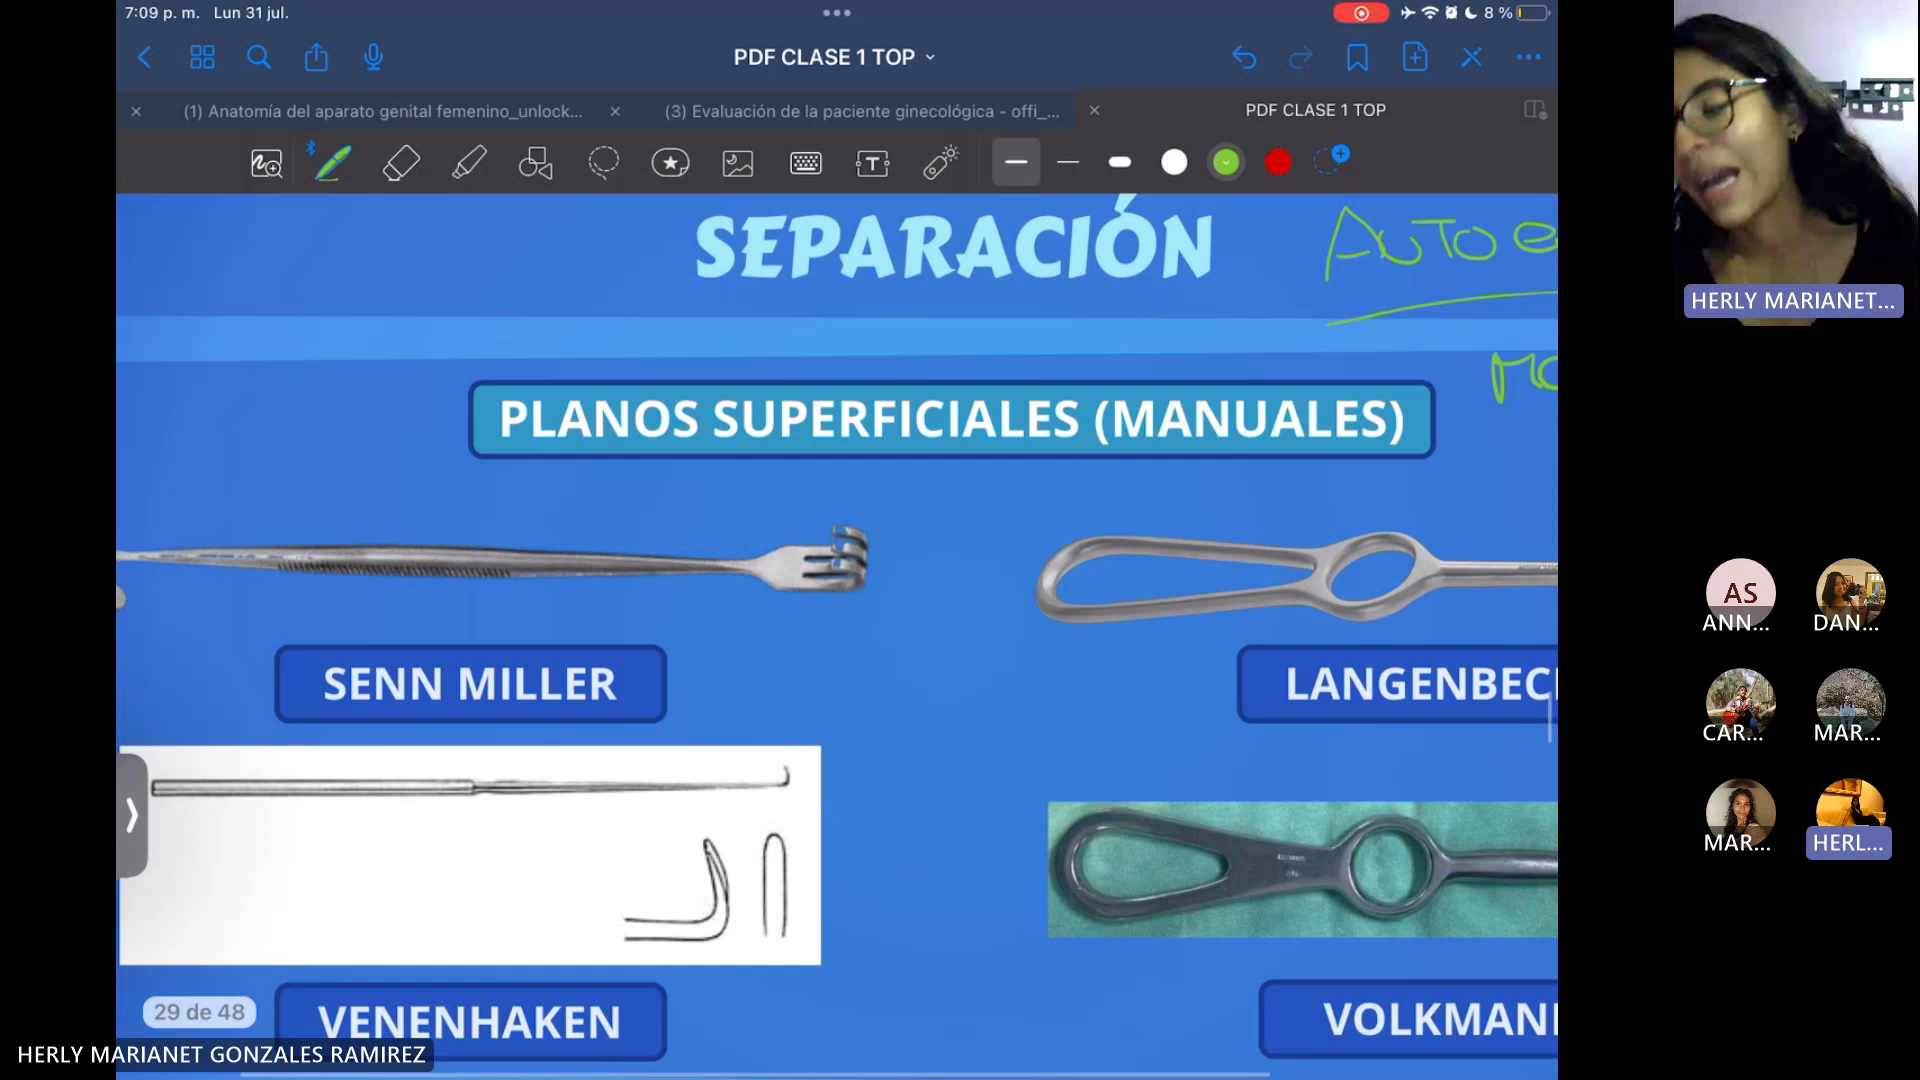 7:09 p. m. Lun 31 jul.
8 %
PDF CLASE 1 TOP
(1) Anatomía del aparato genital femenino_unlock...
(3) Evaluación de la paciente ginecológica - offi_...
PDF CLASE 1 TOP
SEPARACIÓN
AUTO e
MO
PLANOS SUPERFICIALES (MANUALES)
SENN MILLER
LANGENBEC
VENENHAKEN
VOLKMAN
29 de 48
HERLY MARIANET GONZALES RAMIREZ
HERLY MARIANET...
AS
ANN...
DAN...
CAR...
MAR...
MAR...
HERL...